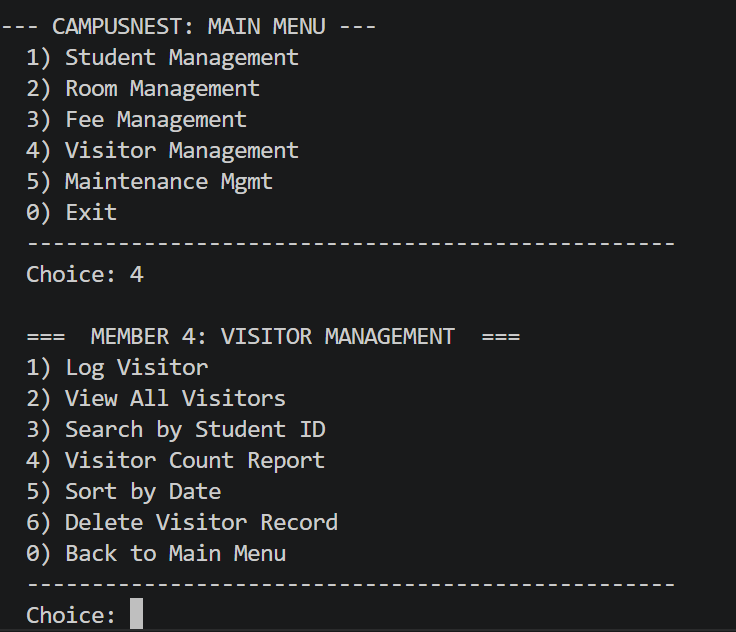 --- CAMPUSNEST: MAIN MENU ---
1) Student Management
2) Room Management
3) Fee Management
4) Visitor Management
5) Maintenance Mgmt
0) Exit
--------------------------------------------------
Choice: 4
=== MEMBER 4: VISITOR MANAGEMENT ===
1) Log Visitor
2) View All Visitors
3) Search by Student ID
4) Visitor Count Report
5) Sort by Date
6) Delete Visitor Record
0) Back to Main Menu
--------------------------------------------------
Choice: